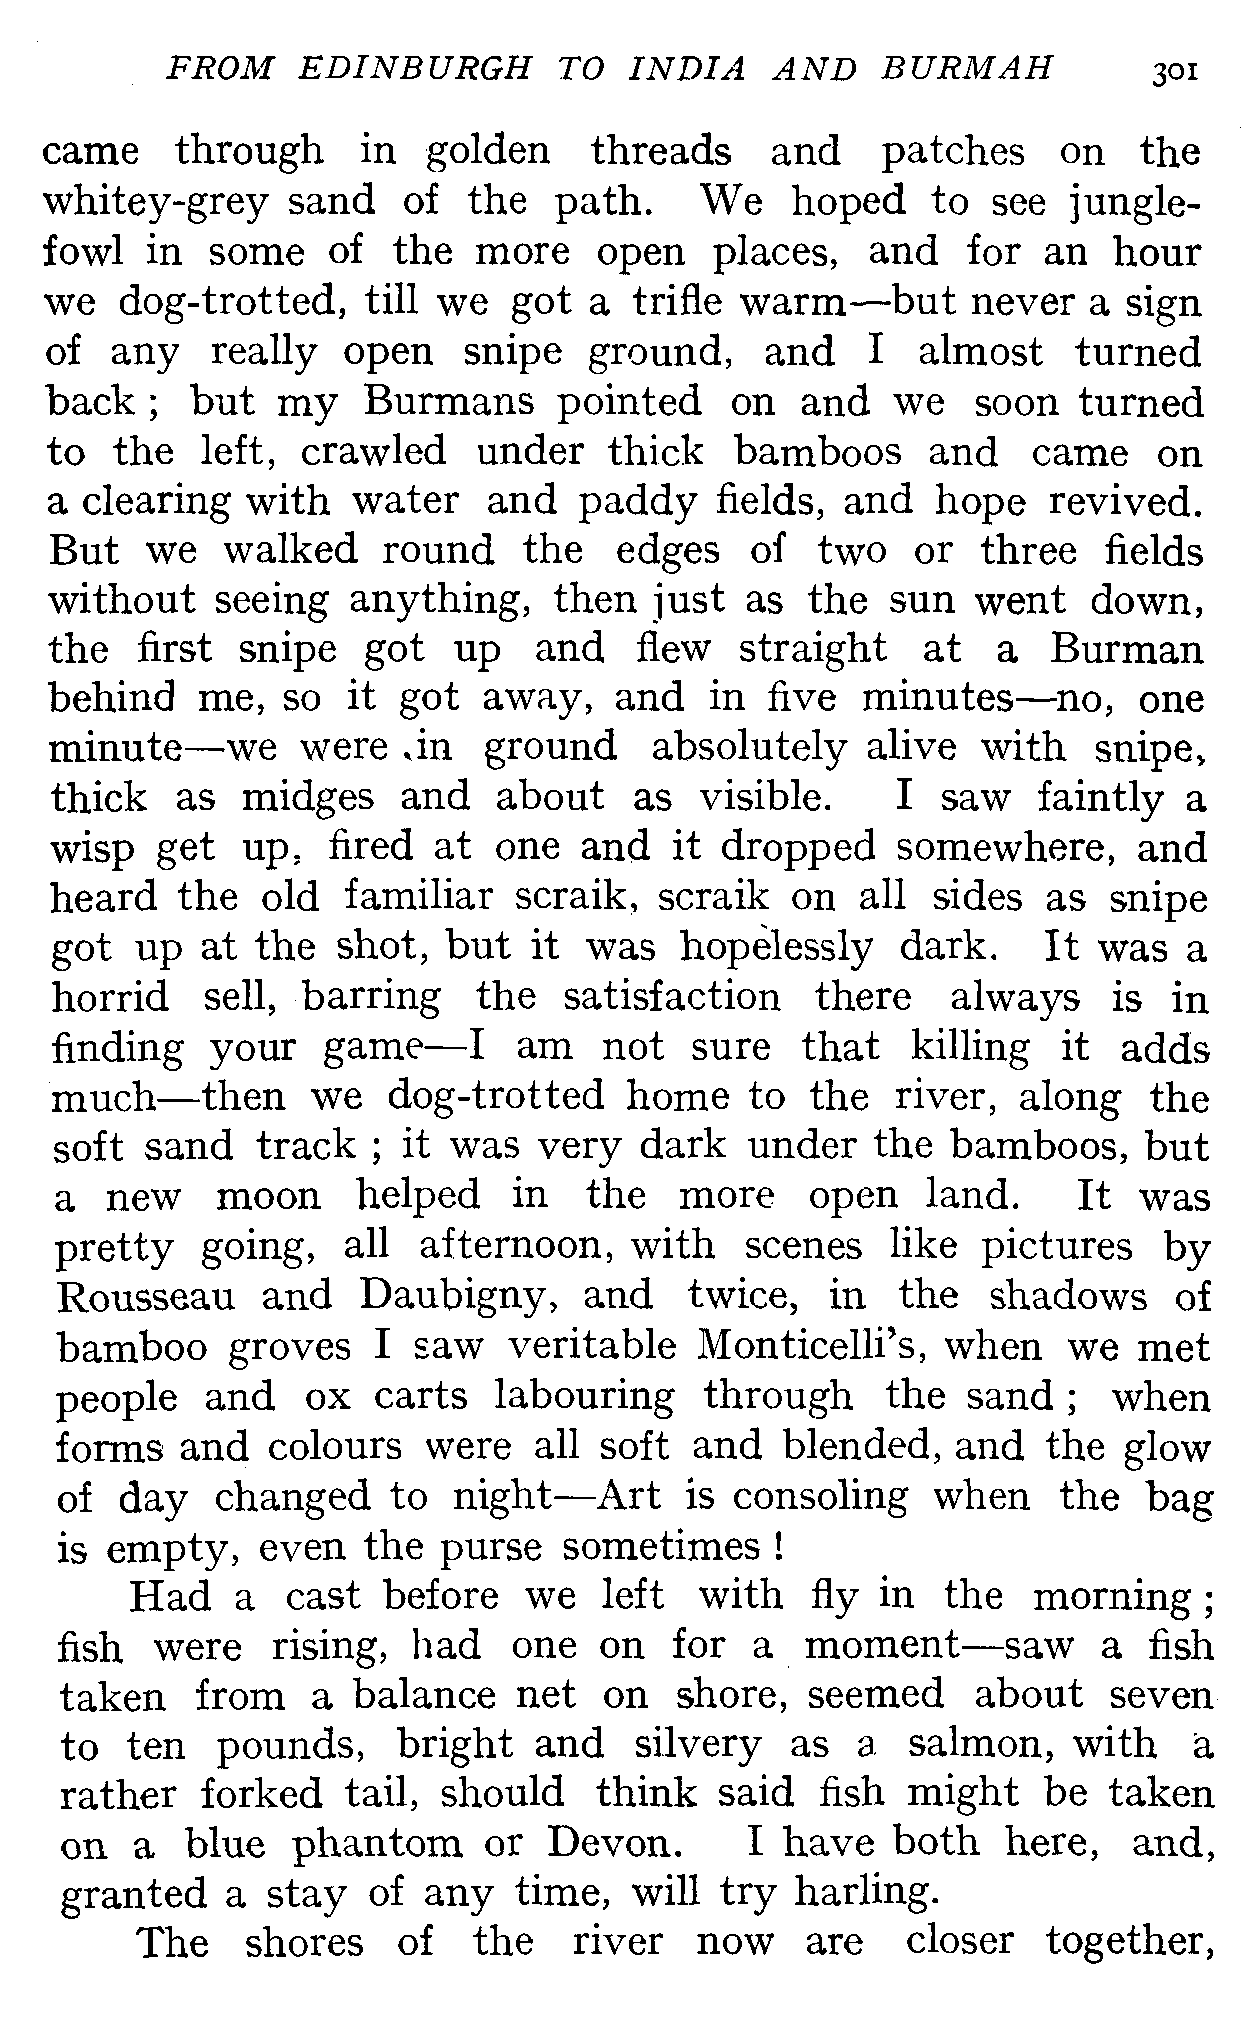 FROM EDINBURGH TO INDIA AND BURMAH 301
came through in golden threads and patches on the
whitey-grey sand of the path. We hoped to see jungle-
fowl in some of the more open places, and for an hour
we dog-trotted, till we got a trifle warm—but never a sign
of any really open snipe ground, and I almost turned
back ; but my Burmans pointed on and we soon turned
to the left, crawled under thick bamboos and came on
a clearing with water and paddy fields, and hope revived.
But we walked round the edges of two or three fields
without seeing anything, then just as the sun went down,
the first snipe got up and flew straight at a Burman
behind me, so it got away, and in five minutes—no, one
minute—we were in ground absolutely alive with snipe,
thick as midges and about as visible. I saw faintly a
wisp get up, fired at one and it dropped somewhere, and
heard the old familiar scraik, scraik on all sides as snipe
got up at the shot, but it was hopelessly dark. It was a
horrid sell, barring the satisfaction there always is in
finding your game—I am not sure that killing it adds
much—then we dog-trotted home to the river, along the
soft sand track ; it was very dark under the bamboos, but
a new moon helped in the more open land. It was
pretty going, all afternoon, with scenes like pictures by
Rousseau and Daubigny, and twice, in the shadows of
bamboo groves I saw veritable Monticelli's, when we met
people and ox carts labouring through the sand ; when
forms and colours were all soft and blended, and the glow
of day changed to night—Art is consoling when the bag
is empty, even the purse sometimes !
Had a cast before we left with fly in the morning ;
fish were rising, had one on for a moment—saw a fish
taken from a balance net on shore, seemed about seven
to ten pounds, bright and silvery as a salmon, with a
rather forked tail, should think said fish might be taken
on a blue phantom or Devon. I have both here, and,
granted a stay of any time, will try harling.
The shores of the river now are closer together,